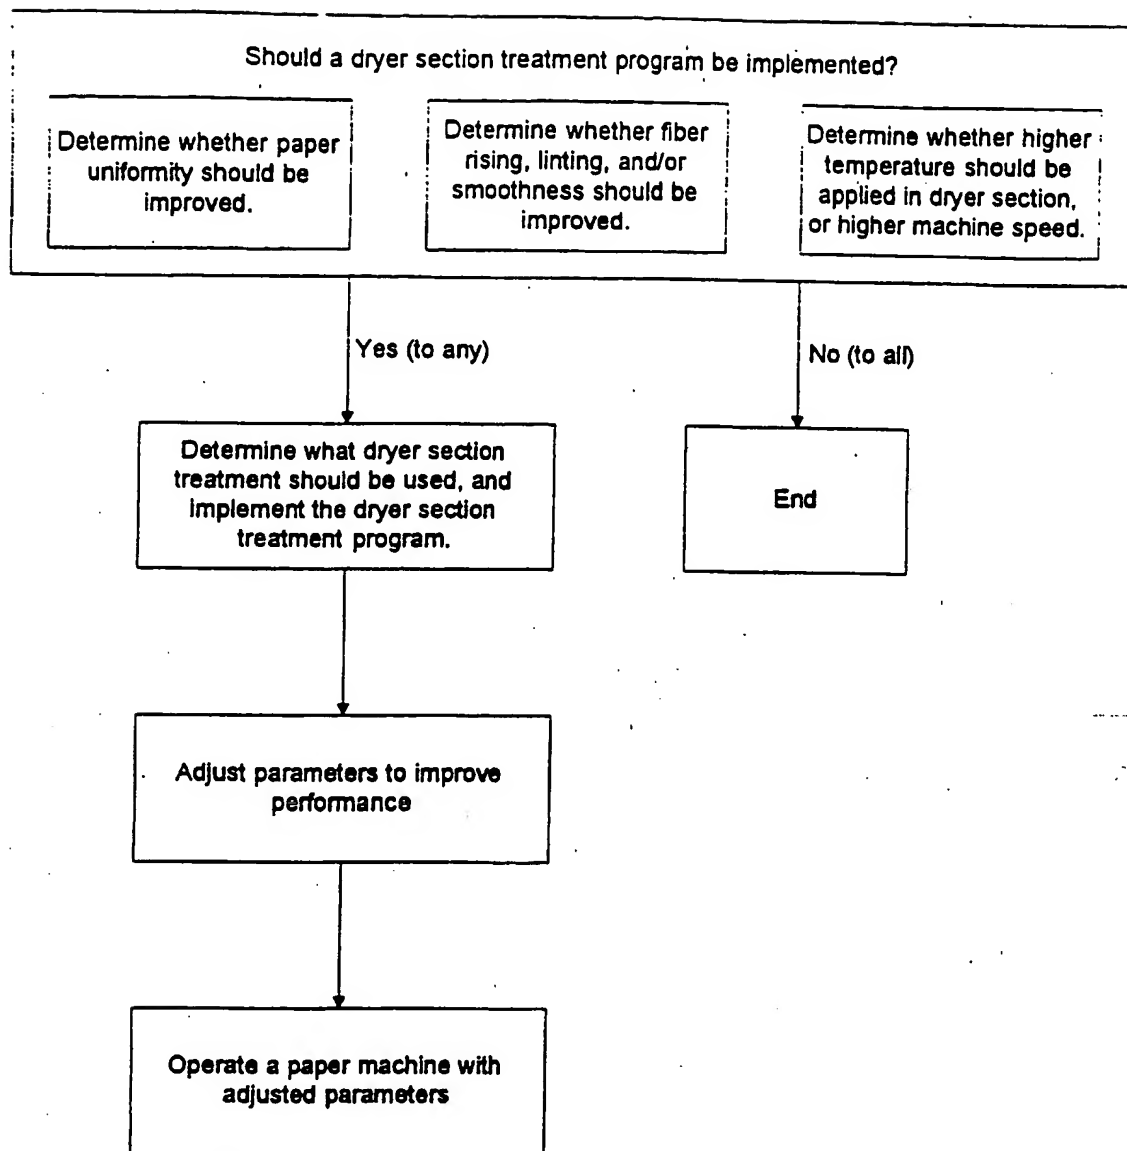 Should a dryer section treatment program be implemented?
Determine whether paper
uniformity should be
improved.
Determine whether fiber
rising, linting, and/or
smoothness should be
improved.
Determine whether higher
temperature should be
applied in dryer section,
or higher machine speed.
Yes (to any)
No (to all)
Determine what dryer section
treatment should be used, and
implement the dryer section
treatment program.
End
Adjust parameters to improve
performance
Operate a paper machine with
adjusted parameters